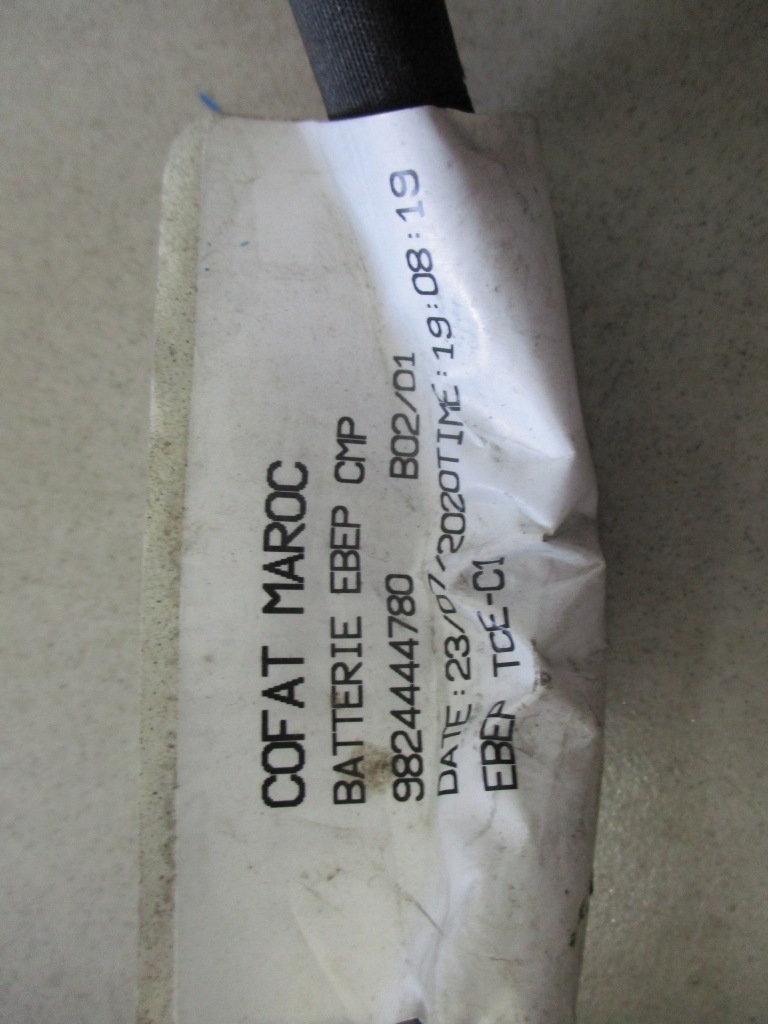 COFAT MAROC
BATTERIE EBEP CMP
9824444780 B02/01
DATE:23/07/2020TIME:19:08:19
EBEP TCE-C1